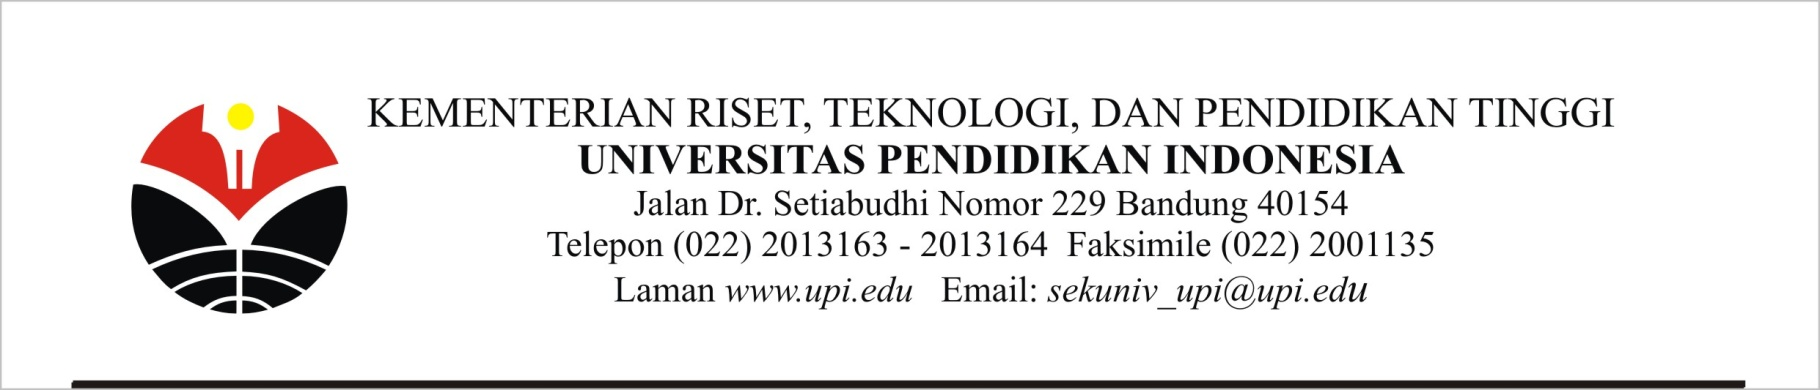 KEMENTERIAN RISET, TEKNOLOGI, DAN PENDIDIKAN TINGGI
UNIVERSITAS PENDIDIKAN INDONESIA
Jalan Dr. Setiabudhi Nomor 229 Bandung 40154
Telepon (022) 2013163 - 2013164 Faksimile (022) 2001135
Laman www.upi.edu Email: sekuniv_upi@upi.edu